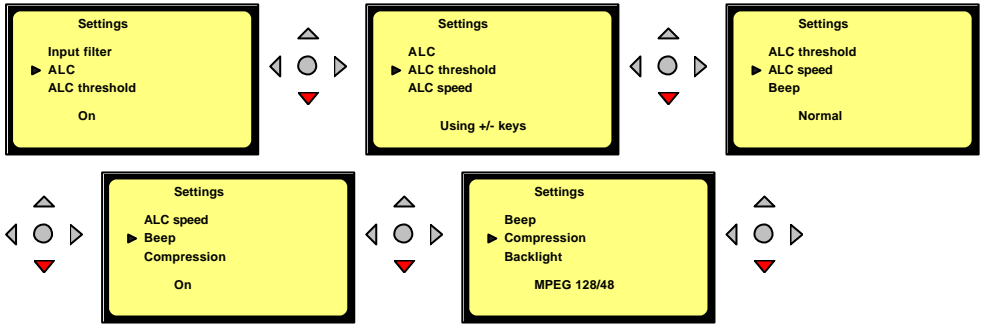 Settings
Input filter
ALC
ALC threshold
On
Settings
ALC
ALC threshold
ALC speed
Using +/- keys
Settings
ALC threshold
ALC speed
Beep
Normal
Settings
ALC speed
Beep
Compression
On
Settings
Beep
Compression
Backlight
MPEG 128/48